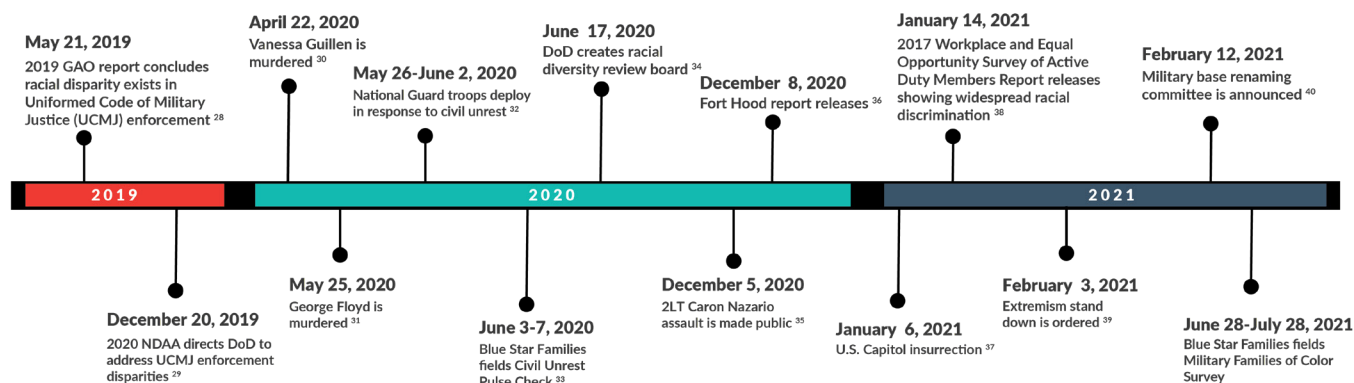 May 21, 2019
2019 GAO report concludes
racial disparity exists in
Uniformed Code of Military
Justice (UCMJ) enforcement 28
April 22, 2020
Vanessa Guillen is
murdered 30
May 26-June 2, 2020
National Guard troops deploy
in response to civil unrest 32
June 17, 2020
DoD creates racial
diversity review board 34
December 8, 2020
Fort Hood report releases 36
January 14, 2021
2017 Workplace and Equal
Opportunity Survey of Active
Duty Members Report releases
showing widespread racial
discrimination 38
February 12, 2021
Military base renaming
committee is announced 40
2019
2020
2021
December 20, 2019
2020 NDAA directs DoD to
address UCMJ enforcement
disparities 29
May 25, 2020
George Floyd is
murdered 31
June 3-7, 2020
Blue Star Families
fields Civil Unrest
Pulse Check 33
December 5, 2020
2LT Caron Nazario
assault is made public 35
January 6, 2021
U.S. Capitol insurrection 37
February 3, 2021
Extremism stand
down is ordered 39
June 28-July 28, 2021
Blue Star Families fields
Military Families of Color
Survey